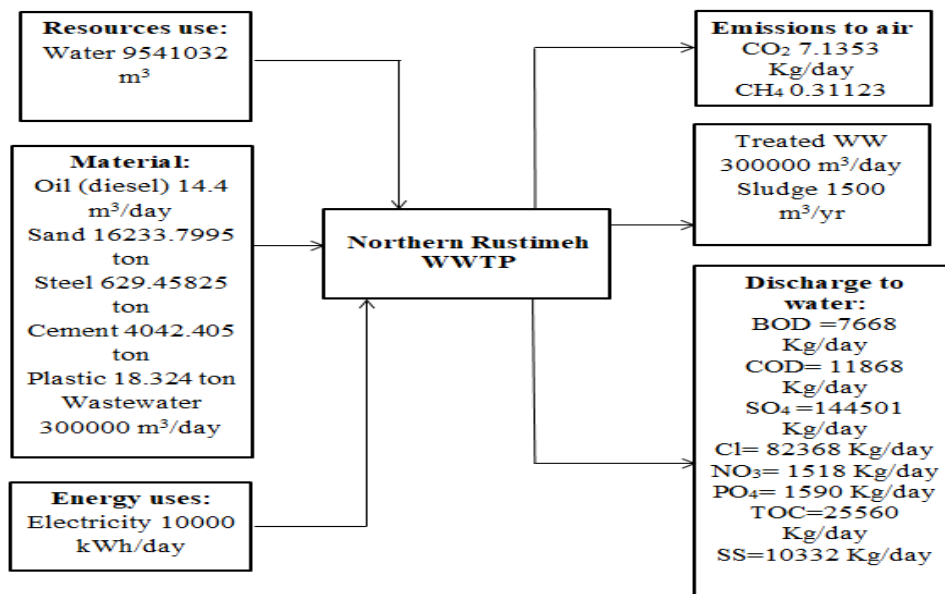 Resources use:
Water 9541032
m³
Material:
Oil (diesel) 14.4
m³/day
Sand 16233.7995
ton
Steel 629.45825
ton
Cement 4042.405
ton
Plastic 18.324 ton
Wastewater
300000 m³/day
Energy uses:
Electricity 10000
kWh/day
Northern Rustimeh
WWTP
Emissions to air
CO₂ 7.1353
Kg/day
CH₄ 0.31123
Treated WW
300000 m³/day
Sludge 1500
m³/yr
Discharge to
water:
BOD =7668
Kg/day
COD= 11868
Kg/day
SO₄ =144501
Kg/day
Cl= 82368 Kg/day
NO₃= 1518 Kg/day
PO₄= 1590 Kg/day
TOC=25560
Kg/day
SS=10332 Kg/day